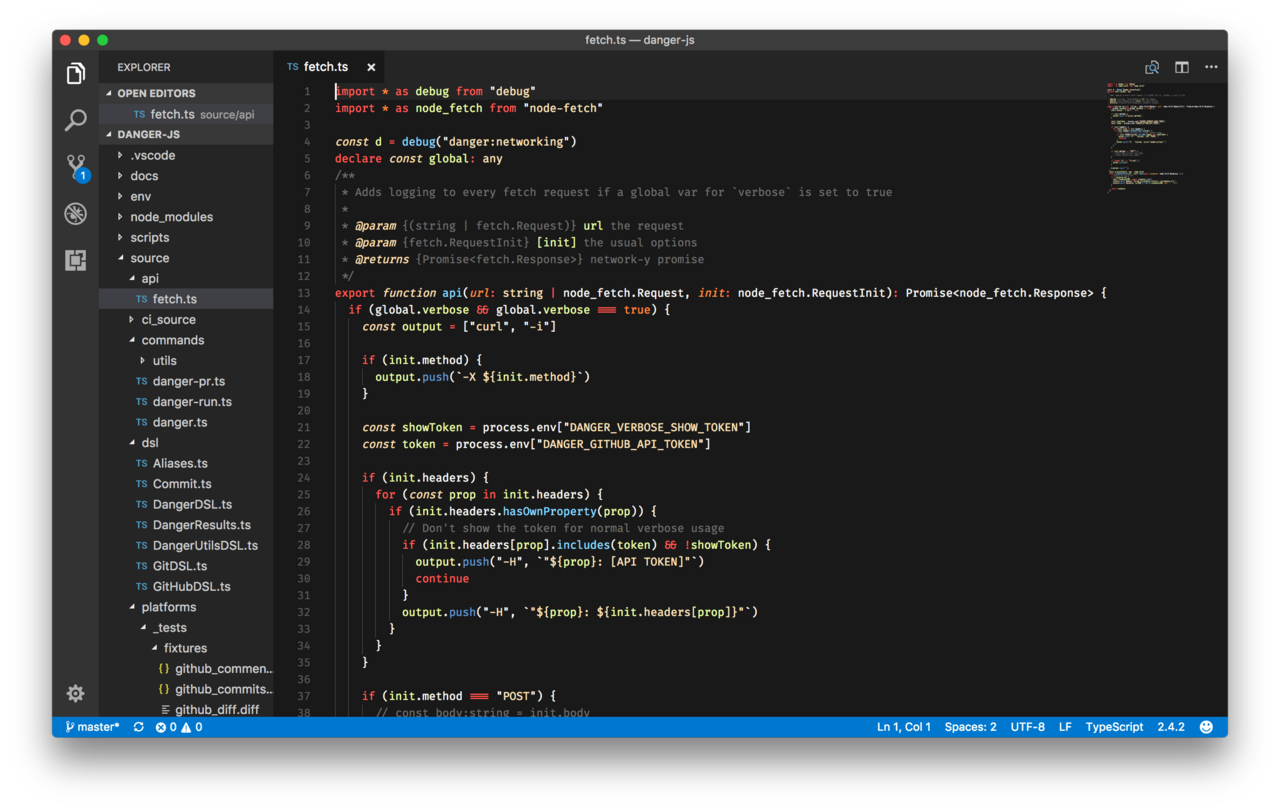 fetch.ts — danger-js
EXPLORER
OPEN EDITORS
TS fetch.ts source/api
DANGER-JS
.vscode
docs
env
node_modules
scripts
source
api
TS fetch.ts
ci_source
commands
utils
TS danger-pr.ts
TS danger-run.ts
TS danger.ts
dsl
TS Aliases.ts
TS Commit.ts
TS DangerDSL.ts
TS DangerResults.ts
TS DangerUtilsDSL.ts
TS GitDSL.ts
TS GitHubDSL.ts
platforms
_tests
fixtures
{} github_commen...
{} github_commits...
github_diff.diff
1
TS fetch.ts ×
1 import * as debug from "debug"
2 import * as node_fetch from "node-fetch"
3
4 const d = debug("danger:networking")
5 declare const global: any
6 /**
7 * Adds logging to every fetch request if a global var for `verbose` is set to true
8 *
9 * @param {(string | fetch.Request)} url the request
10 * @param {fetch.RequestInit} [init] the usual options
11 * @returns {Promise<fetch.Response>} network-y promise
12 */
13 export function api(url: string | node_fetch.Request, init: node_fetch.RequestInit): Promise<node_fetch.Response> {
14 if (global.verbose && global.verbose === true) {
15 const output = ["curl", "-i"]
16
17 if (init.method) {
18 output.push(`-X ${init.method}`)
19 }
20
21 const showToken = process.env["DANGER_VERBOSE_SHOW_TOKEN"]
22 const token = process.env["DANGER_GITHUB_API_TOKEN"]
23
24 if (init.headers) {
25 for (const prop in init.headers) {
26 if (init.headers.hasOwnProperty(prop)) {
27 // Don't show the token for normal verbose usage
28 if (init.headers[prop].includes(token) && !showToken) {
29 output.push("-H", `"${prop}: [API TOKEN]"`)
30 continue
31 }
32 output.push("-H", `"${prop}: ${init.headers[prop]}"`)
33 }
34 }
35 }
36
37 if (init.method === "POST") {
38 // const body:string = init.body
master* 0 0
Ln 1, Col 1 Spaces: 2 UTF-8 LF TypeScript 2.4.2